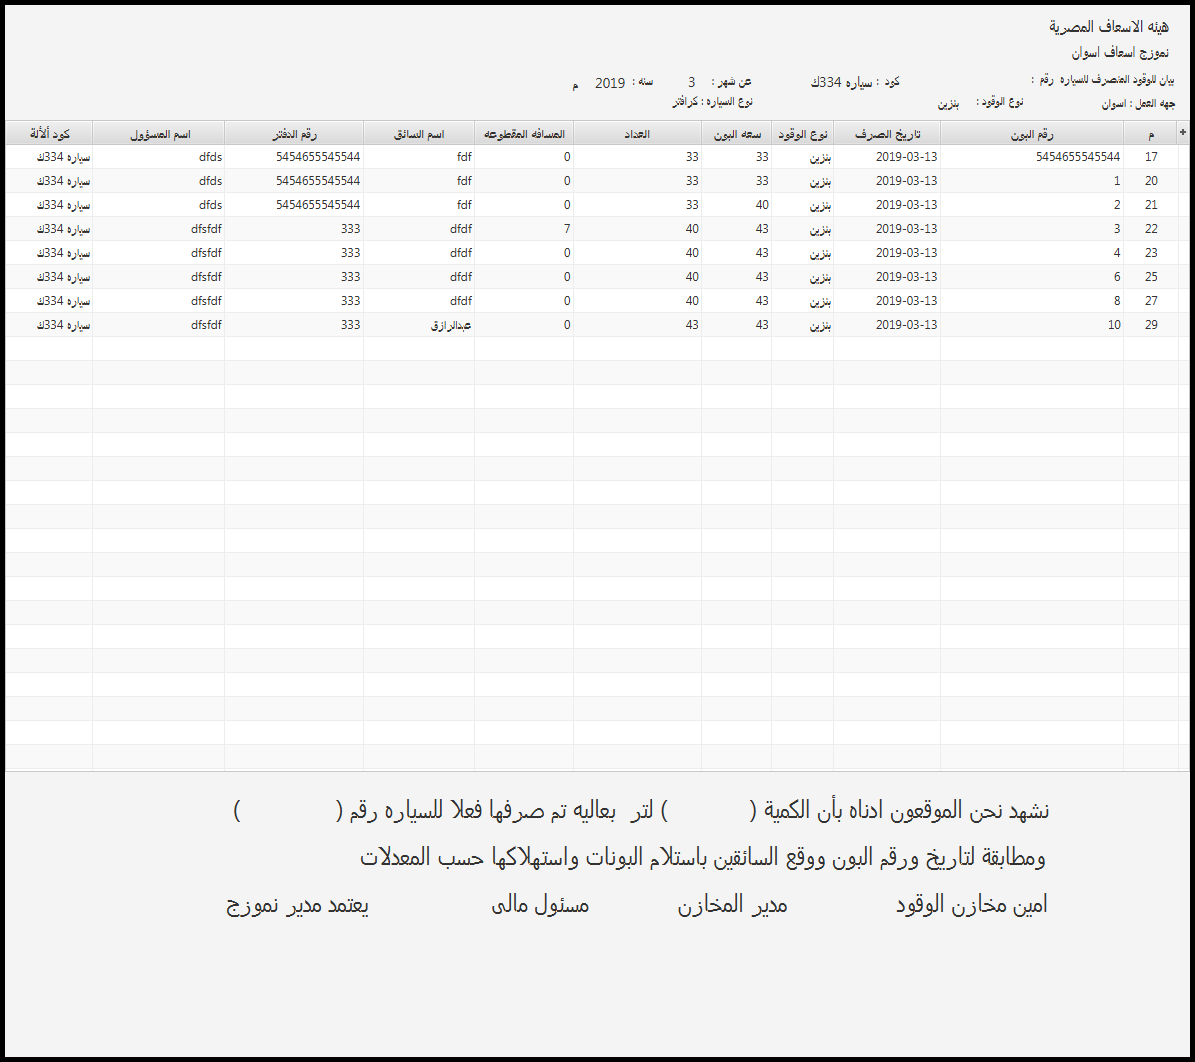 هيئه الاسعاف المصرية
نموزج اسعاف اسوان
بيان للوقود المنصرف للسياره رقم : كود : سياره 334ك عن شهر : 3 سنه : 2019 م
جهه العمل : اسوان نوع الوقود : بنزين نوع السياره : كرافتر
+ م رقم البون تاريخ الصرف نوع الوقود سعه البون العداد المسافه المقطوعه اسم السائق رقم الدفتر اسم المسؤول كود ألألة
17 5454655545544 2019-03-13 بنزين 33 33 0 fdf 5454655545544 dfds سياره 334ك
20 1 2019-03-13 بنزين 33 33 0 fdf 5454655545544 dfds سياره 334ك
21 2 2019-03-13 بنزين 40 33 0 fdf 5454655545544 dfds سياره 334ك
22 3 2019-03-13 بنزين 43 40 7 dfdf 333 dfsfdf سياره 334ك
23 4 2019-03-13 بنزين 43 40 0 dfdf 333 dfsfdf سياره 334ك
25 6 2019-03-13 بنزين 43 40 0 dfdf 333 dfsfdf سياره 334ك
27 8 2019-03-13 بنزين 43 40 0 dfdf 333 dfsfdf سياره 334ك
29 10 2019-03-13 بنزين 43 43 0 عبدالرازق 333 dfsfdf سياره 334ك
نشهد نحن الموقعون ادناه بأن الكمية ( ) لتر بعاليه تم صرفها فعلا للسياره رقم ( )
ومطابقة لتاريخ ورقم البون ووقع السائقين باستلام البونات واستهلاكها حسب المعدلات
امين مخازن الوقود مدير المخازن مسئول مالى يعتمد مدير نموزج